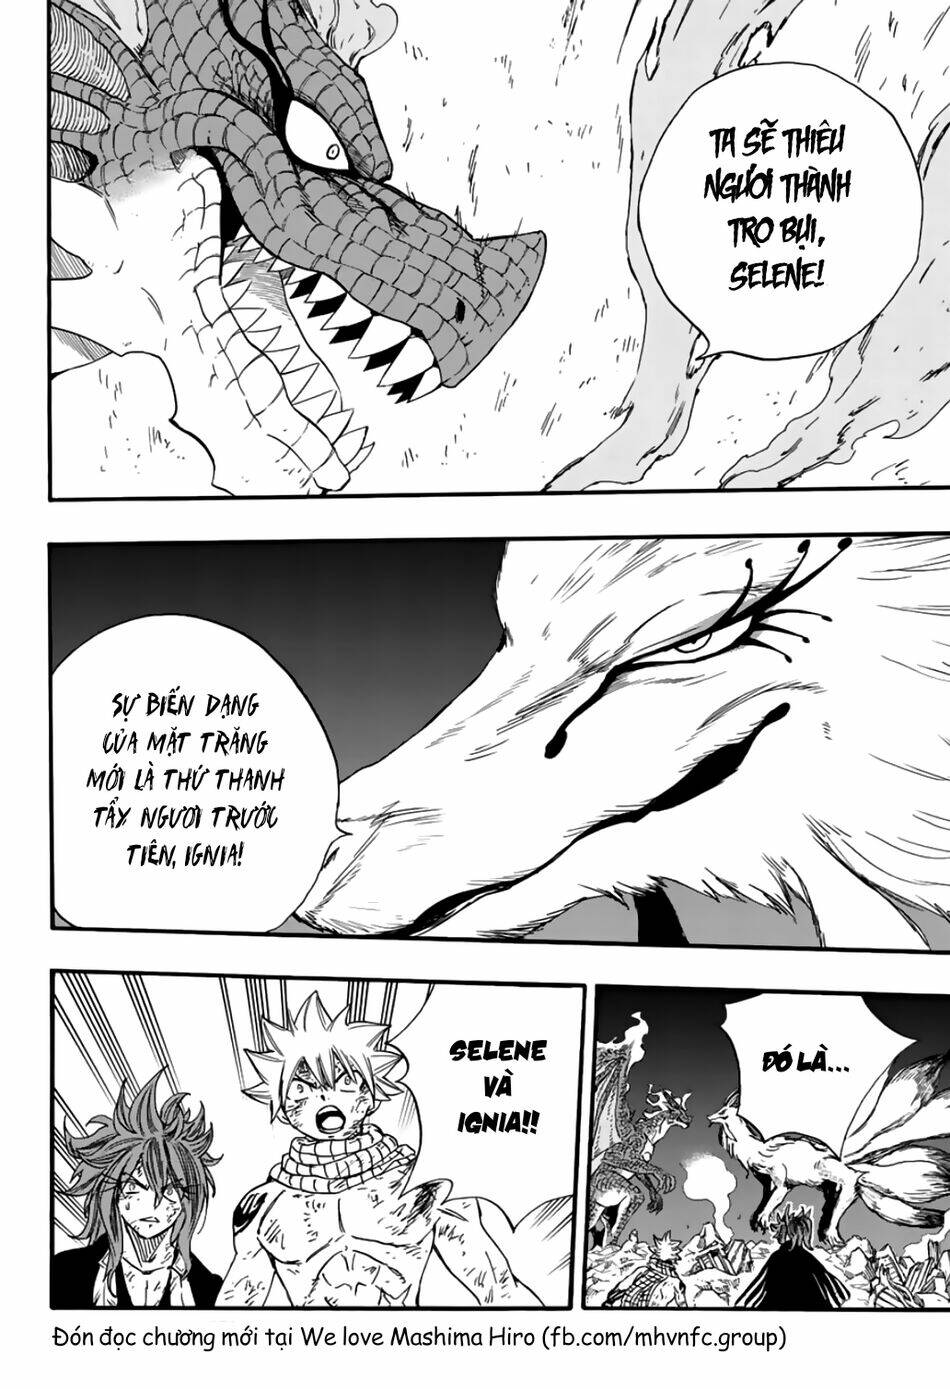 TA SẼ THIÊU
NGƯƠI THÀNH
TRO BỤI,
SELENE!
SỰ BIẾN DẠNG
CỦA MẶT TRĂNG
MỚI LÀ THỨ THANH
TẨY NGƯƠI TRƯỚC
TIÊN, IGNIA!
ĐÓ LÀ...
SELENE
VÀ
IGNIA!!
Đón đọc chương mới tại We love Mashima Hiro (fb.com/mhvnfc.group)